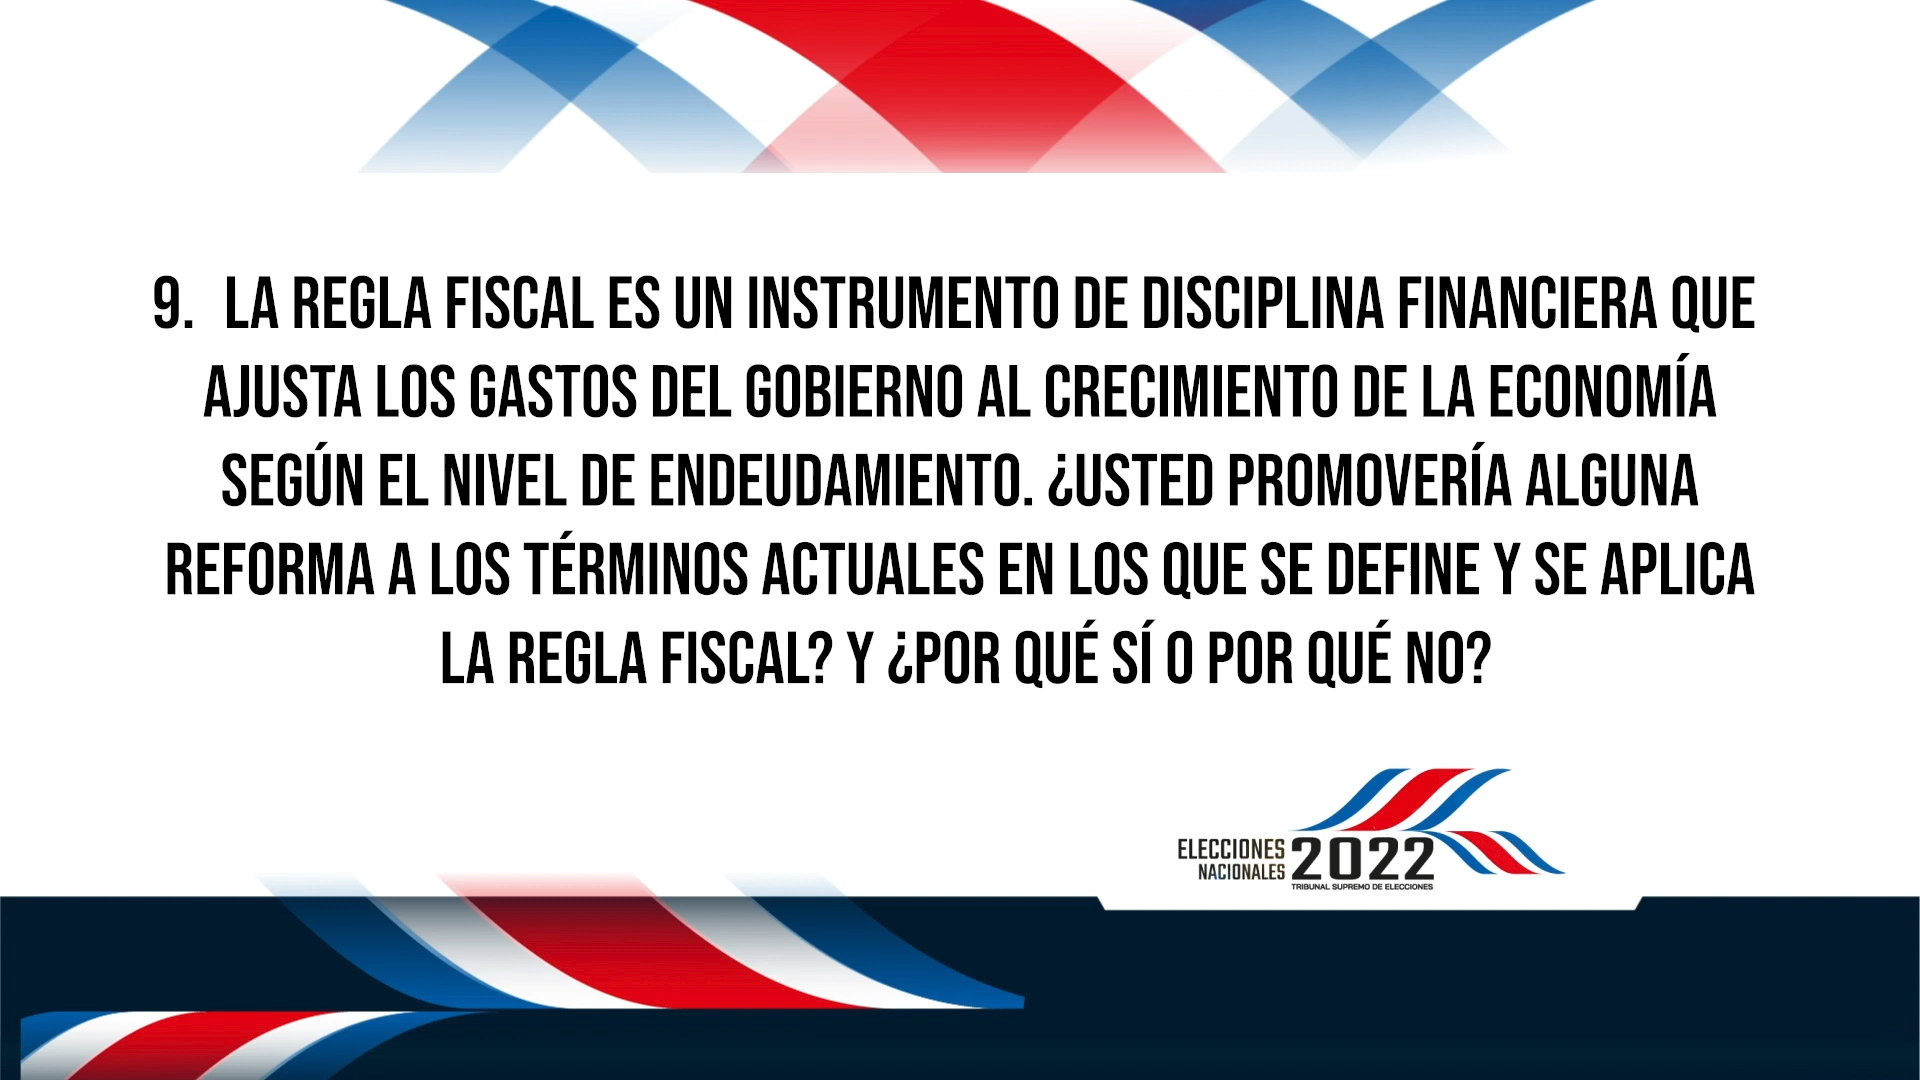 9. LA REGLA FISCAL ES UN INSTRUMENTO DE DISCIPLINA FINANCIERA QUE
AJUSTA LOS GASTOS DEL GOBIERNO AL CRECIMIENTO DE LA ECONOMÍA
SEGÚN EL NIVEL DE ENDEUDAMIENTO. ¿USTED PROMOVERÍA ALGUNA
REFORMA A LOS TÉRMINOS ACTUALES EN LOS QUE SE DEFINE Y SE APLICA
LA REGLA FISCAL? Y ¿POR QUÉ SÍ O POR QUÉ NO?
ELECCIONES
NACIONALES
2022
TRIBUNAL SUPREMO DE ELECCIONES